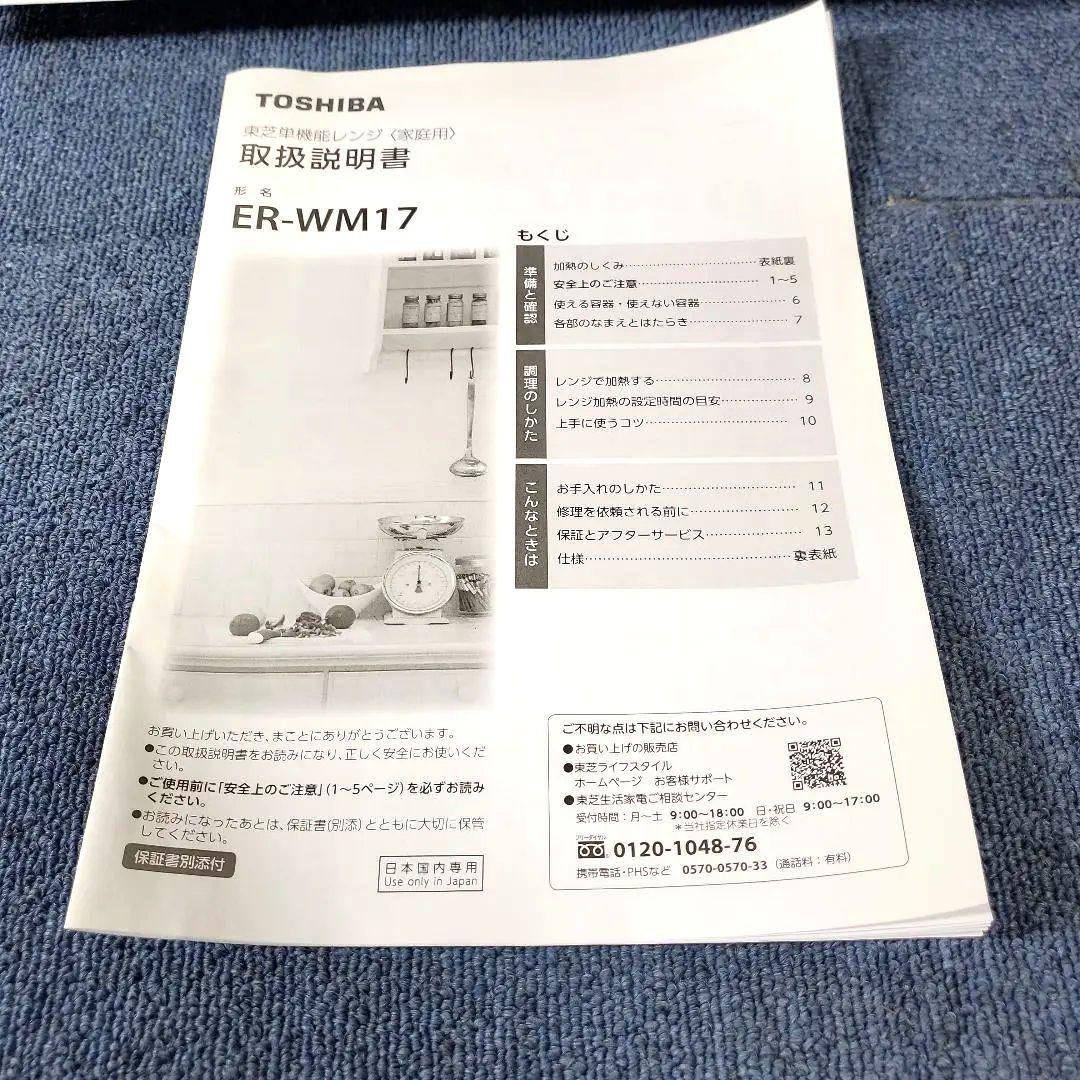 TOSHIBA
東芝単機能レンジ〈家庭用〉
取扱説明書
形 名
ER-WM17
もくじ
準備と確認
加熱のしくみ…………………………表紙裏
安全上のご注意………………………1〜5
使える容器・使えない容器………………6
各部のなまえとはたらき…………………7
調理のしかた
レンジで加熱する…………………………8
レンジ加熱の設定時間の目安……………9
上手に使うコツ…………………………10
こんなときは
お手入れのしかた………………………11
修理を依頼される前に…………………12
保証とアフターサービス………………13
仕様……………………………………裏表紙
お買い上げいただき、まことにありがとうございます。
●この取扱説明書をお読みになり、正しく安全にお使いくだ
さい。
●ご使用前に「安全上のご注意」(1〜5ページ)を必ずお読み
ください。
●お読みになったあとは、保証書(別添)とともに大切に保管
してください。
保証書別添付
日本国内専用
Use only in Japan
ご不明な点は下記にお問い合わせください。
●お買い上げの販売店
●東芝ライフスタイル
ホームページ お客様サポート
●東芝生活家電ご相談センター
受付時間：月〜土 9:00〜18:00 日・祝日 9:00〜17:00
＊当社指定休業日を除く
フリーダイヤル
0120-1048-76
携帯電話・PHSなど 0570-0570-33（通話料：有料）